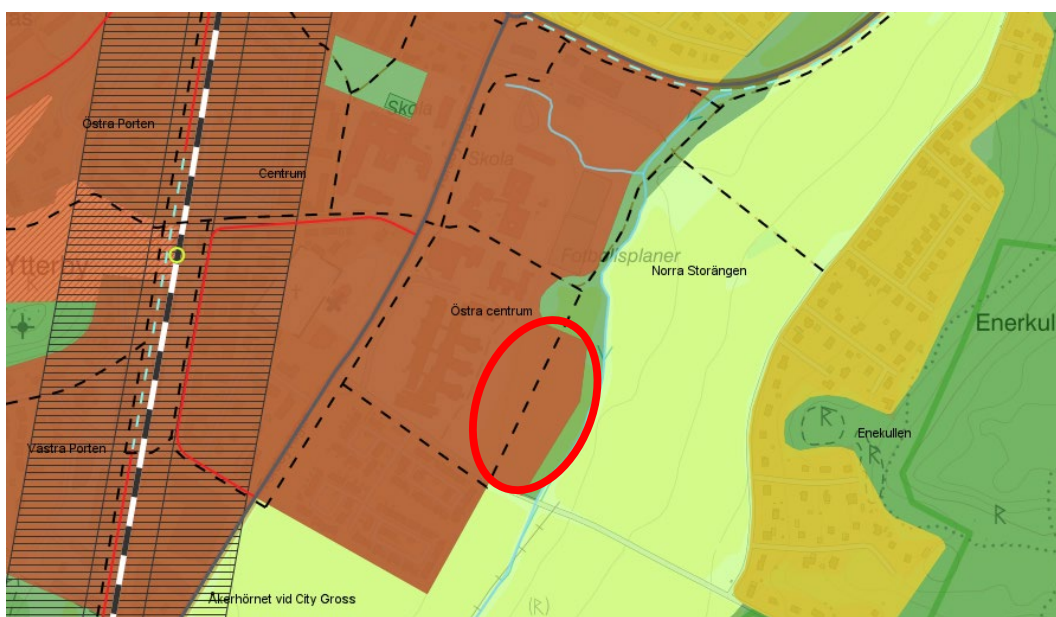 as
Skola
Östra Porten
Skola
Centrum
Fotbollsplaner
Ytterby
Norra Storängen
Östra centrum
Enerkul
R
Enekullen
Västra Porten
R
R
Åkerhörnet vid City Gross
(R)